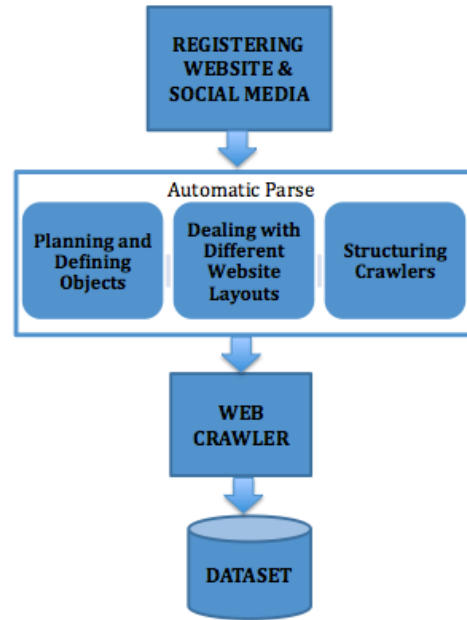 REGISTERING
WEBSITE &
SOCIAL MEDIA
Automatic Parse
Planning and
Defining
Objects
Dealing with
Different
Website
Layouts
Structuring
Crawlers
WEB
CRAWLER
DATASET